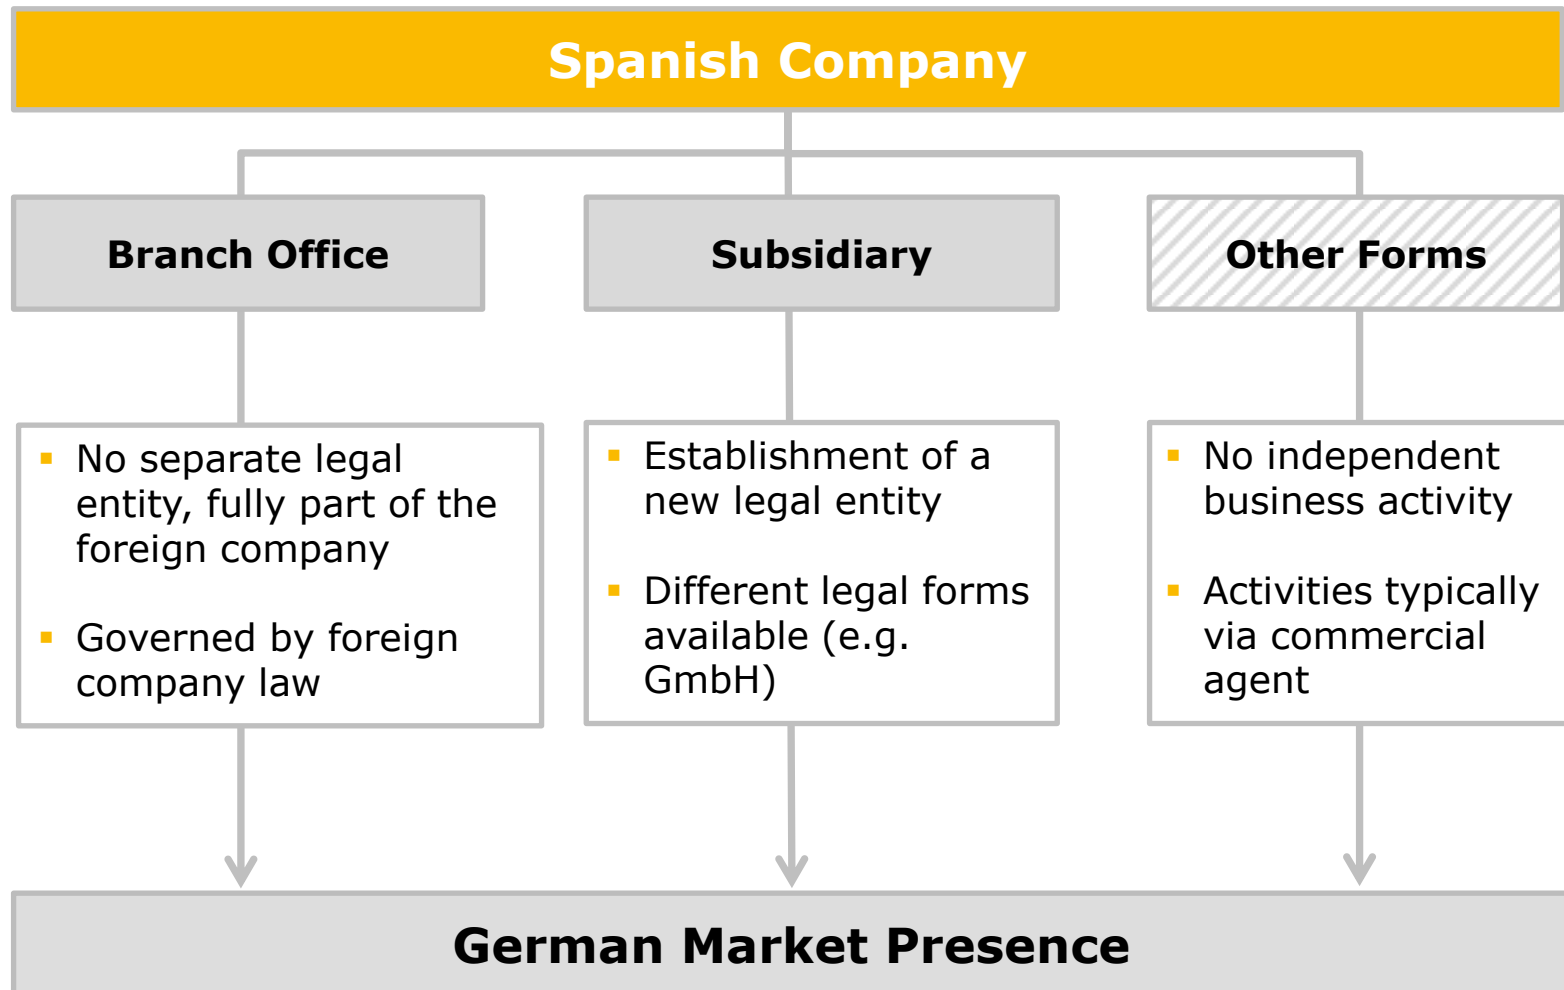 Spanish Company
Branch Office
Subsidiary
Other Forms
▪ No separate legal
entity, fully part of the
foreign company
▪ Governed by foreign
company law
▪ Establishment of a
new legal entity
▪ Different legal forms
available (e.g.
GmbH)
▪ No independent
business activity
▪ Activities typically
via commercial
agent
German Market Presence